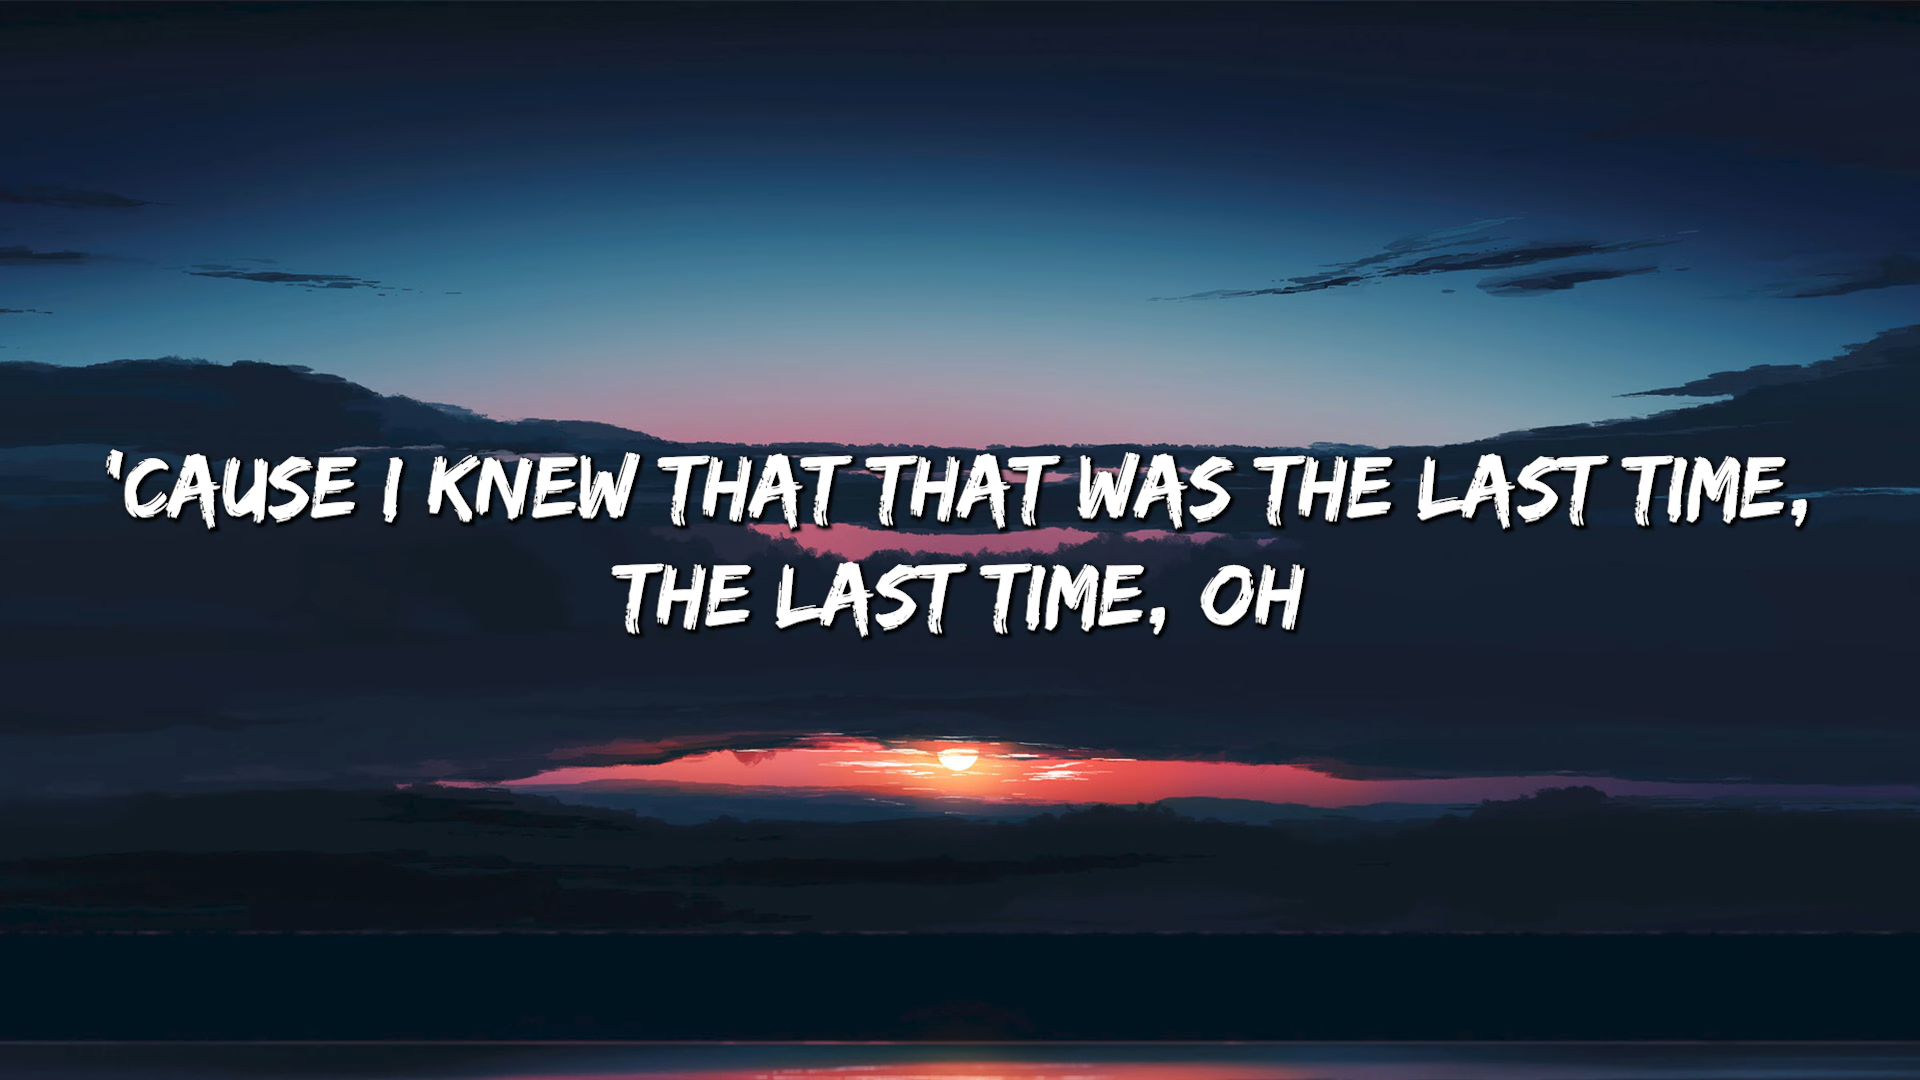 'CAUSE I KNEW THAT THAT WAS THE LAST TIME,
THE LAST TIME, OH